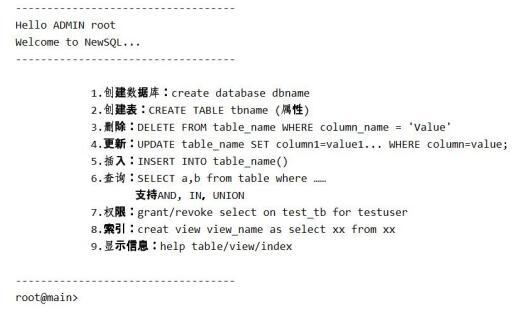 ----------------------------------
Hello ADMIN root
Welcome to NewSQL...
----------------------------------
1.创建数据库：create database dbname
2.创建表：CREATE TABLE tbname (属性)
3.删除：DELETE FROM table_name WHERE column_name = ‘Value'
4.更新：UPDATE table_name SET column1=value1... WHERE column=value;
5.插入：INSERT INTO table_name()
6.查询：SELECT a,b from table where ……
支持AND, IN, UNION
7.权限：grant/revoke select on test_tb for testuser
8.索引：creat view view_name as select xx from xx
9.显示信息：help table/view/index
----------------------------------
root@main>